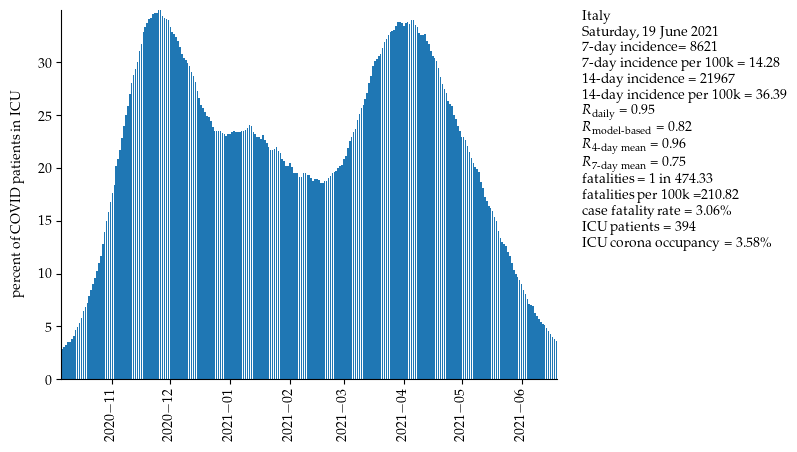 percent of COVID patients in ICU
30
25
20
15
10
5
0
2020−11
2020−12
2021−01
2021−02
2021−03
2021−04
2021−05
2021−06
Italy
Saturday, 19 June 2021
7-day incidence= 8621
7-day incidence per 100k = 14.28
14-day incidence = 21967
14-day incidence per 100k = 36.39
R_daily = 0.95
R_model-based = 0.82
R_4-day mean = 0.96
R_7-day mean = 0.75
fatalities = 1 in 474.33
fatalities per 100k =210.82
case fatality rate = 3.06%
ICU patients = 394
ICU corona occupancy = 3.58%